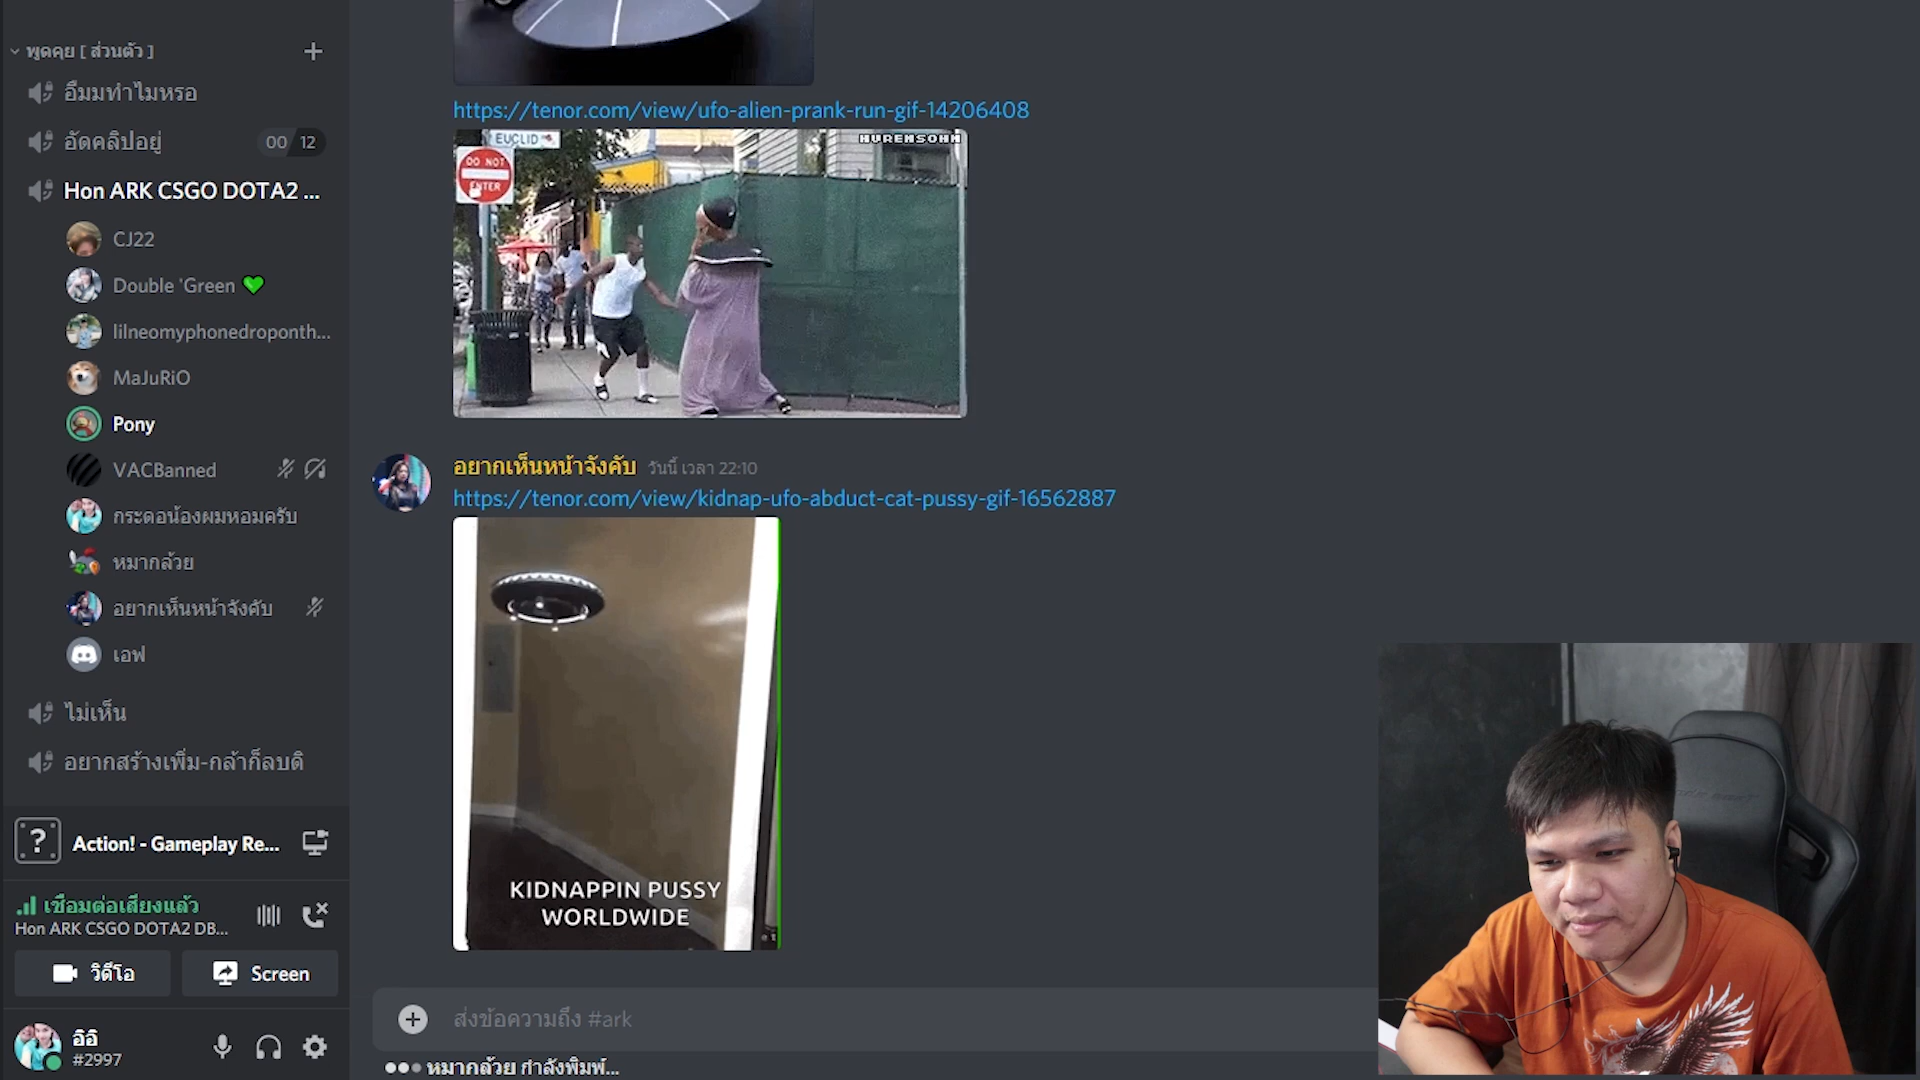 พูดคุย [ ส่วนตัว ]
อืมมทำไมหรอ
อัดคลิปอยู่
00 12
Hon ARK CSGO DOTA2 ...
CJ22
Double 'Green
lilneomyphonedroponth...
MaJuRiO
Pony
VACBanned
กระดอน้องผมหอมครับ
หมากล้วย
อยากเห็นหน้าจังคับ
เอฟ
ไม่เห็น
อยากสร้างเพิ่ม-กล้าก็ลบดิ
?
Action! - Gameplay Re...
เชื่อมต่อเสียงแล้ว
Hon ARK CSGO DOTA2 DB...
วิดีโอ
Screen
อิอิ
#2997
https://tenor.com/view/ufo-alien-prank-run-gif-14206408
EUCLID
HURENSOHN
DO NOT
ENTER
อยากเห็นหน้าจังคับ วันนี้ เวลา 22:10
https://tenor.com/view/kidnap-ufo-abduct-cat-pussy-gif-16562887
KIDNAPPIN PUSSY
WORLDWIDE
ส่งข้อความถึง #ark
หมากล้วย กำลังพิมพ์...